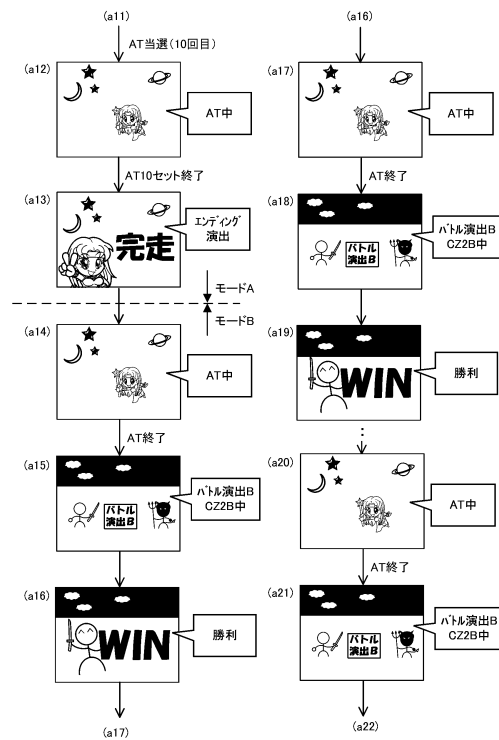 (a11)
AT当選(10回目)
(a12)
AT中
AT10セット終了
(a13)
完走
エンディング
演出
モードA
モードB
(a14)
AT中
AT終了
(a15)
バトル
演出B
バトル演出B
CZ2B中
(a16)
WIN
勝利
(a17)
(a16)
(a17)
AT中
AT終了
(a18)
バトル
演出B
バトル演出B
CZ2B中
(a19)
WIN
勝利
(a20)
AT中
AT終了
(a21)
バトル
演出B
バトル演出B
CZ2B中
(a22)